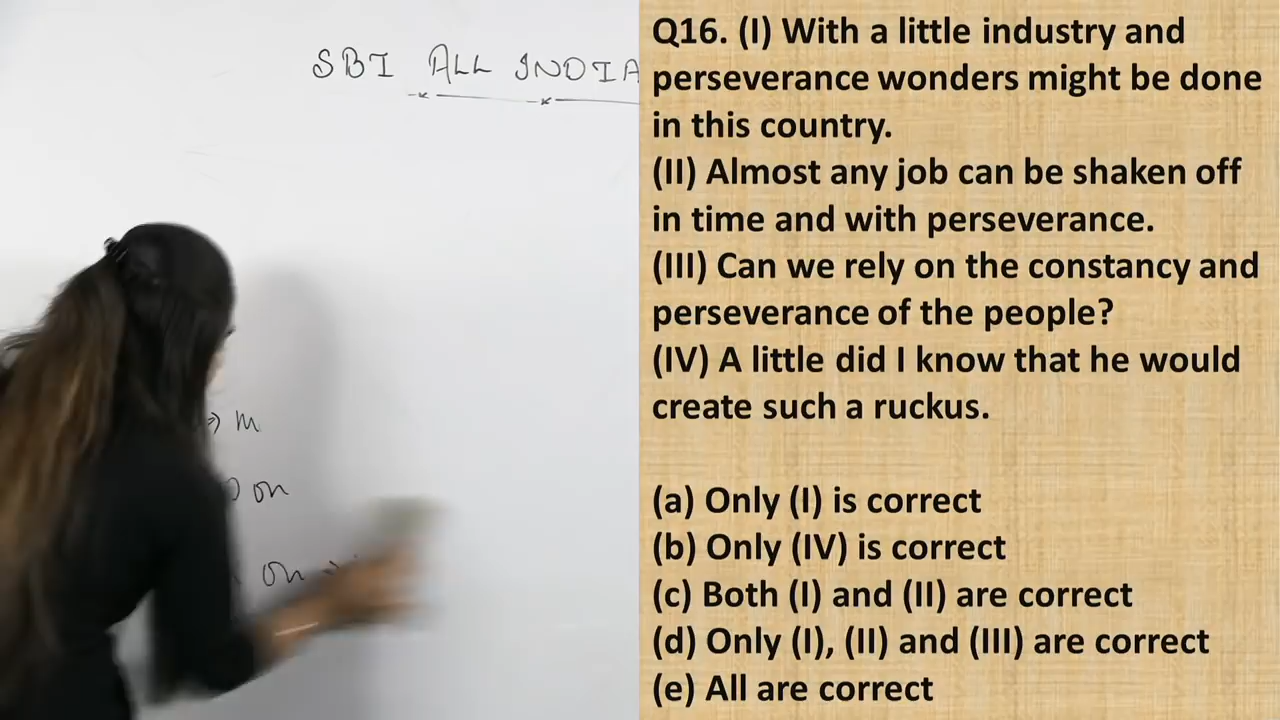 SBI ALL INDIA
⇒ m
on
on
Q16. (I) With a little industry and
perseverance wonders might be done
in this country.
(II) Almost any job can be shaken off
in time and with perseverance.
(III) Can we rely on the constancy and
perseverance of the people?
(IV) A little did I know that he would
create such a ruckus.
(a) Only (I) is correct
(b) Only (IV) is correct
(c) Both (I) and (II) are correct
(d) Only (I), (II) and (III) are correct
(e) All are correct